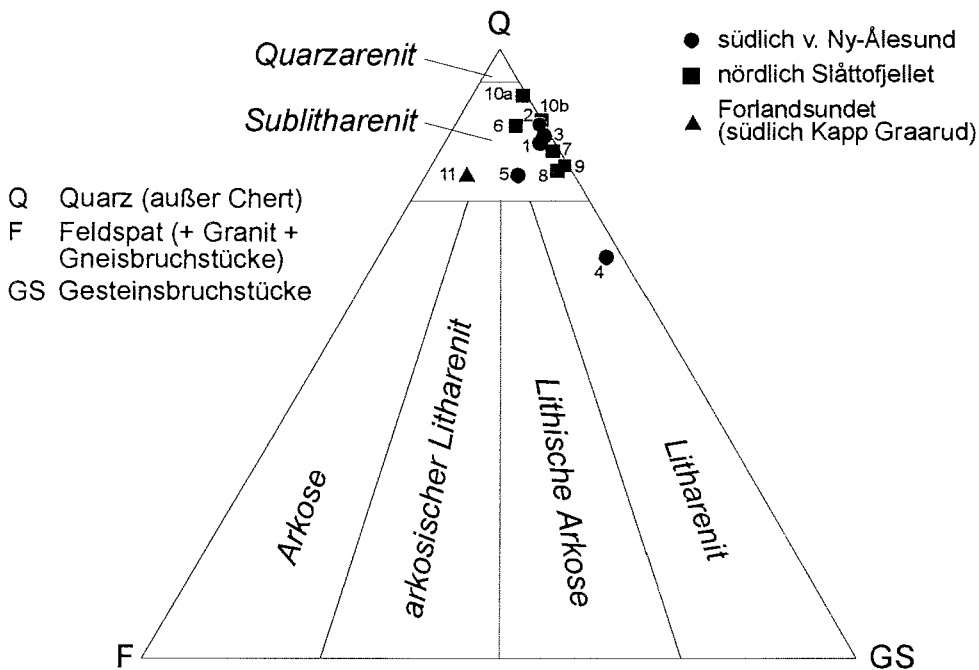 Q
Quarzarenit
Sublitharenit
südlich v. Ny-Ålesund
nördlich Slåttofjellet
Forlandsundet
(südlich Kapp Graarud)
10a
10b
2
6
3
1
7
9
8
5
11
4
Q Quarz (außer Chert)
F Feldspat (+ Granit +
Gneisbruchstücke)
GS Gesteinsbruchstücke
Arkose
arkosischer Litharenit
Lithische Arkose
Litharenit
F
GS